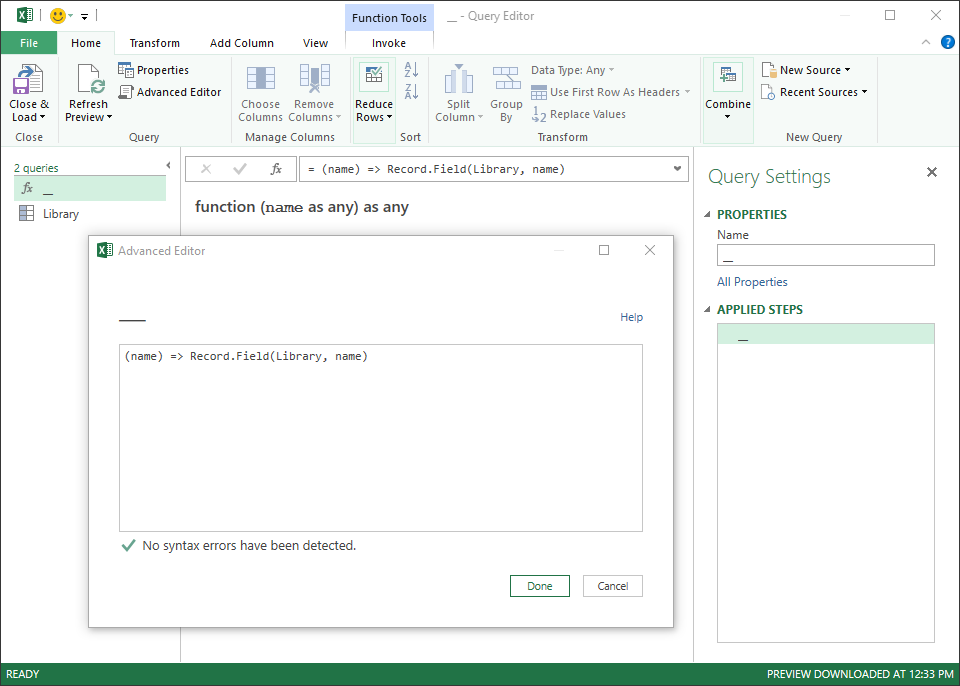 Function Tools
__ - Query Editor
File
Home
Transform
Add Column
View
Invoke
Close & Load
Close
Refresh Preview
Properties
Advanced Editor
Query
Choose Columns
Remove Columns
Manage Columns
Reduce Rows
Sort
Split Column
Group By
Data Type: Any
Use First Row As Headers
Replace Values
Transform
Combine
New Source
Recent Sources
New Query
2 queries
fx __
Library
fx
= (name) => Record.Field(Library, name)
function (name as any) as any
Query Settings
PROPERTIES
Name
__
All Properties
APPLIED STEPS
__
Advanced Editor
__
Help
(name) => Record.Field(Library, name)
No syntax errors have been detected.
Done
Cancel
READY
PREVIEW DOWNLOADED AT 12:33 PM